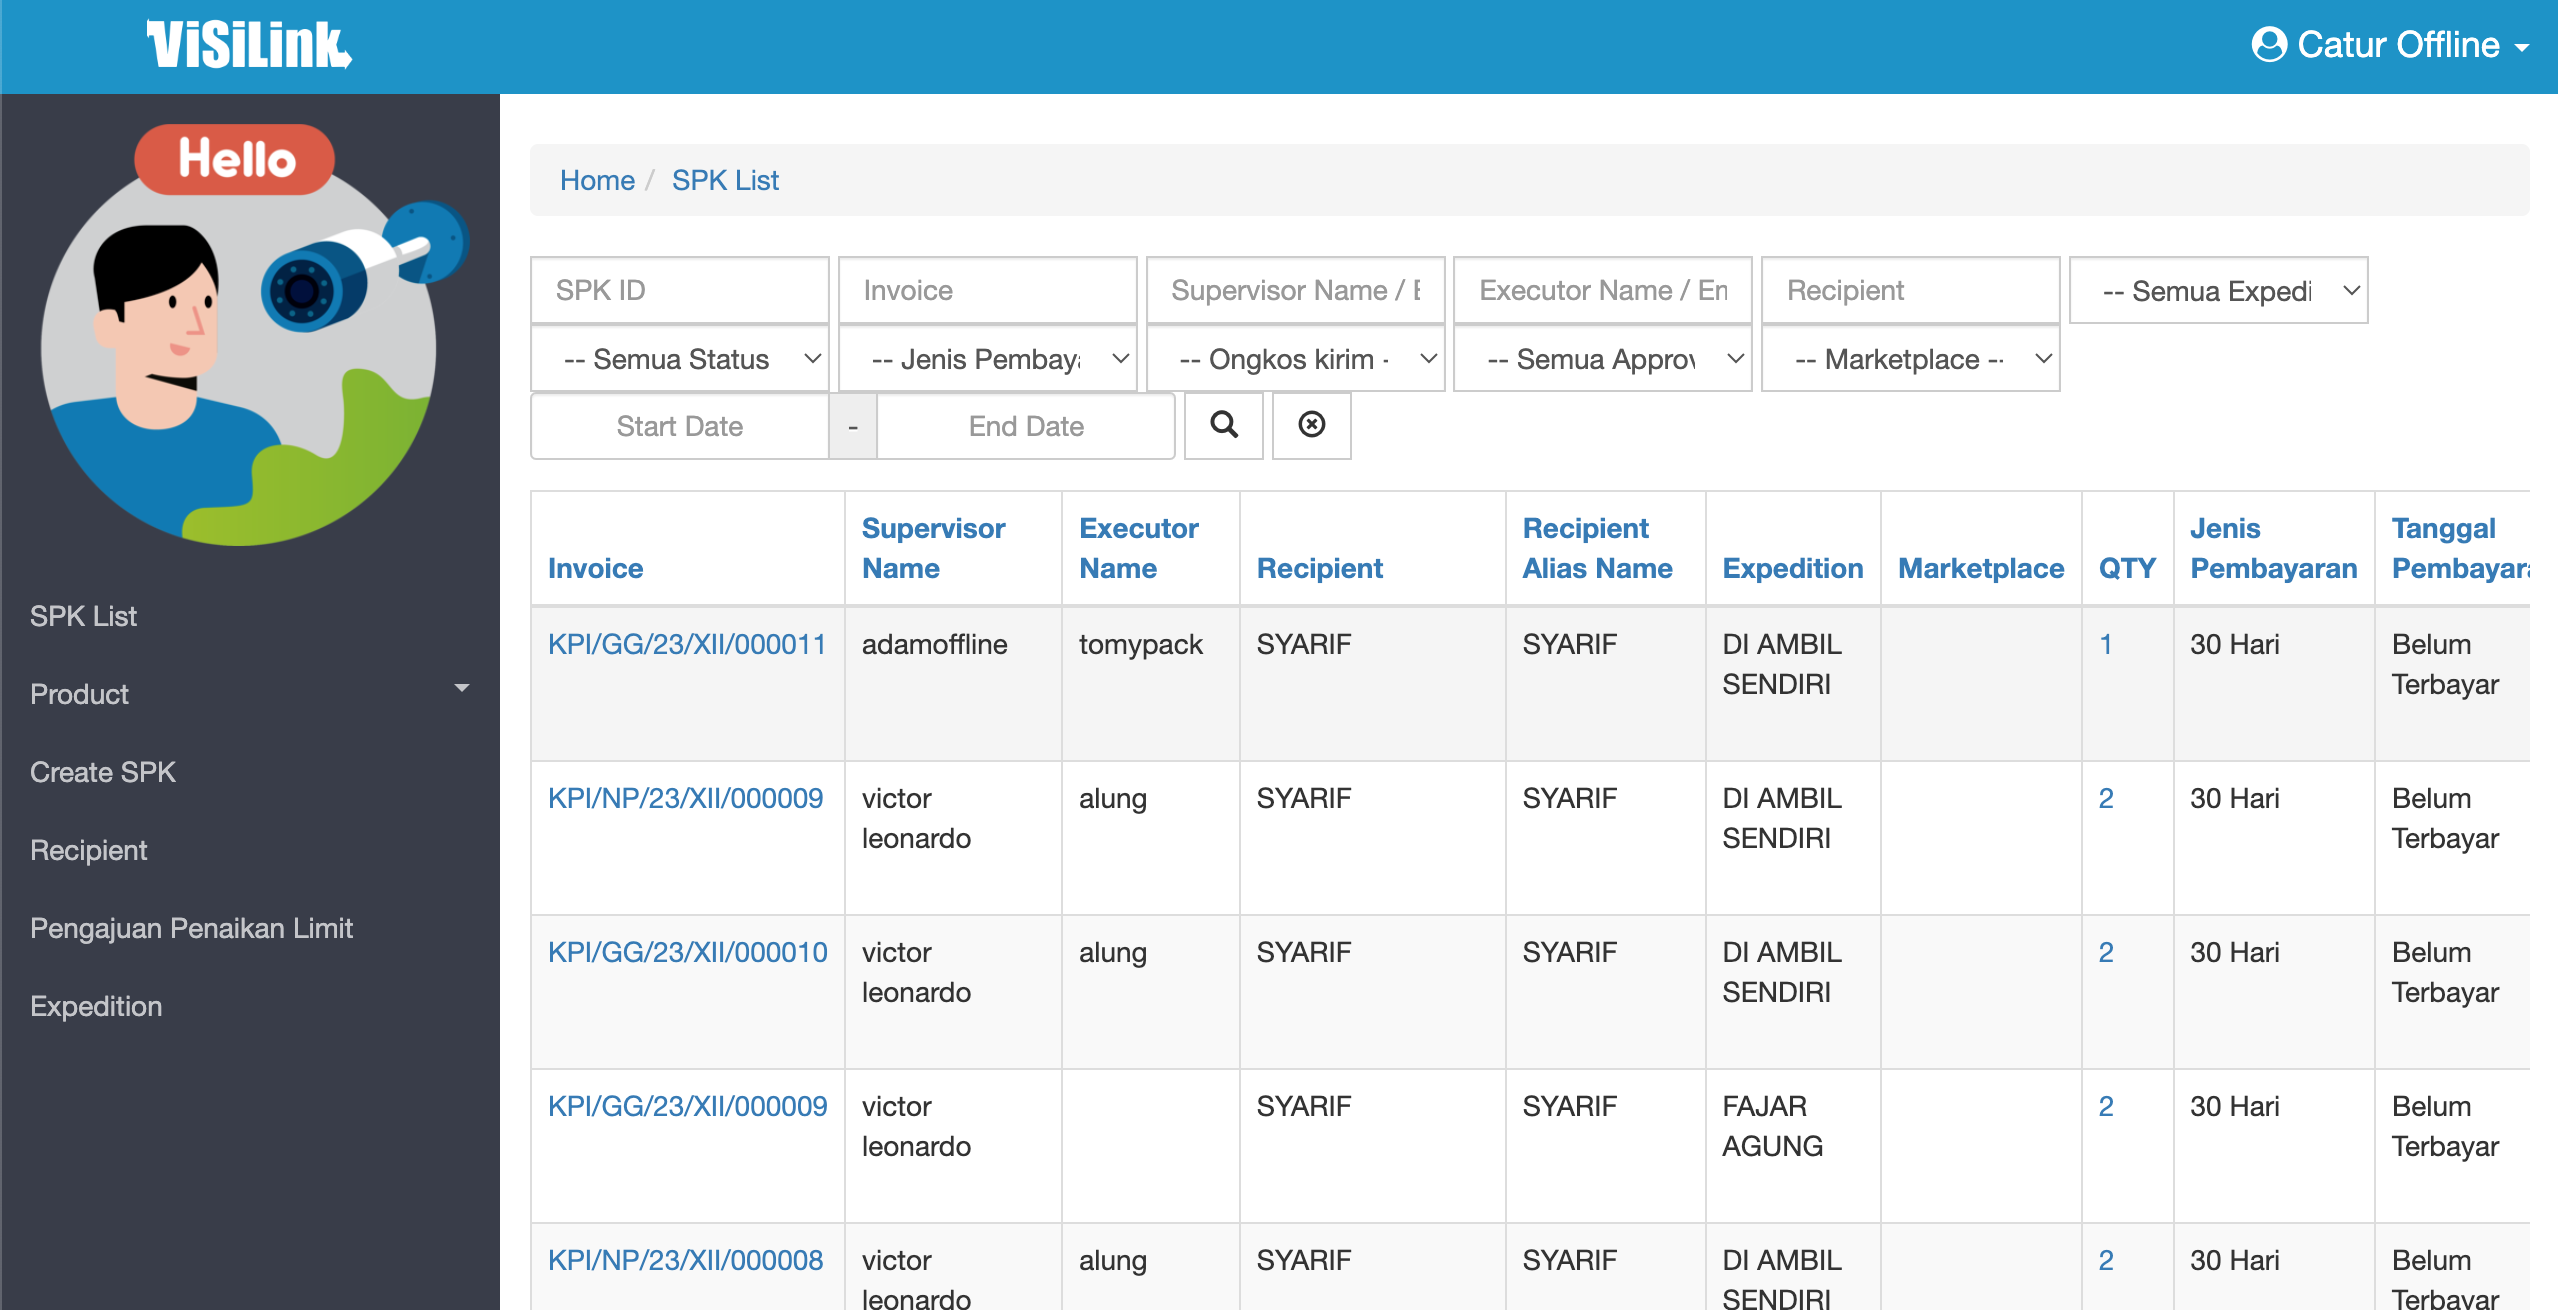 ViSiLink
Catur Offline
Hello
SPK List
Product
Create SPK
Recipient
Pengajuan Penaikan Limit
Expedition
Home / SPK List
SPK ID Invoice Supervisor Name / Executor Name / En Recipient -- Semua Expedi
-- Semua Status -- Jenis Pembay -- Ongkos kirim - -- Semua Approv -- Marketplace --
Start Date - End Date
Invoice Supervisor Name Executor Name Recipient Recipient Alias Name Expedition Marketplace QTY Jenis Pembayaran Tanggal Pembayara
KPI/GG/23/XII/000011 adamoffline tomypack SYARIF SYARIF DI AMBIL SENDIRI 1 30 Hari Belum Terbayar
KPI/NP/23/XII/000009 victor leonardo alung SYARIF SYARIF DI AMBIL SENDIRI 2 30 Hari Belum Terbayar
KPI/GG/23/XII/000010 victor leonardo alung SYARIF SYARIF DI AMBIL SENDIRI 2 30 Hari Belum Terbayar
KPI/GG/23/XII/000009 victor leonardo SYARIF SYARIF FAJAR AGUNG 2 30 Hari Belum Terbayar
KPI/NP/23/XII/000008 victor leonardo alung SYARIF SYARIF DI AMBIL SENDIRI 2 30 Hari Belum Terbayar